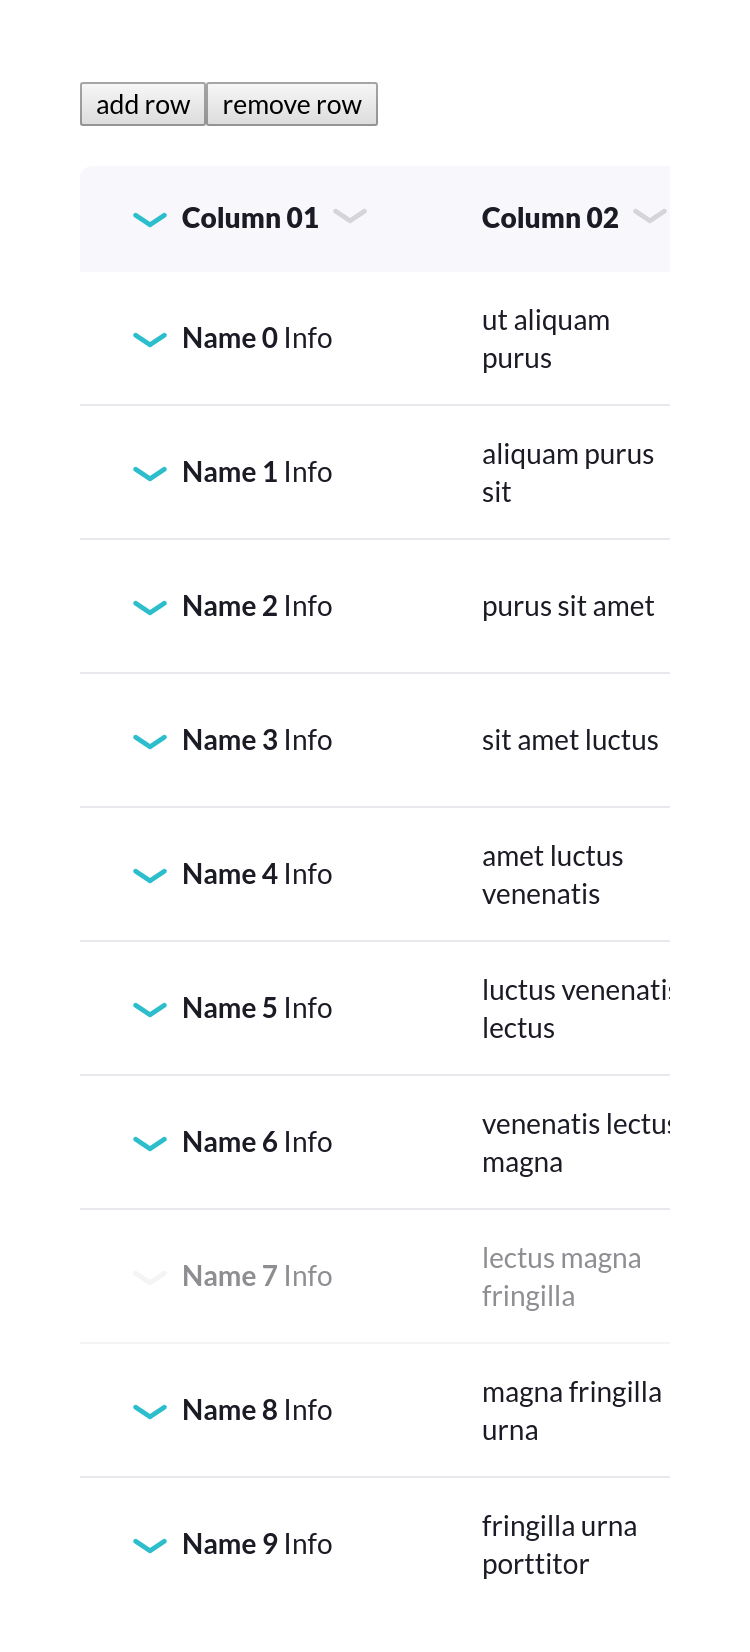 add row remove row
Column 01 Column 02
Name 0 Info
ut aliquam
purus
Name 1 Info
aliquam purus
sit
Name 2 Info
purus sit amet
Name 3 Info
sit amet luctus
Name 4 Info
amet luctus
venenatis
Name 5 Info
luctus venenatis
lectus
Name 6 Info
venenatis lectus
magna
Name 7 Info
lectus magna
fringilla
Name 8 Info
magna fringilla
urna
Name 9 Info
fringilla urna
porttitor